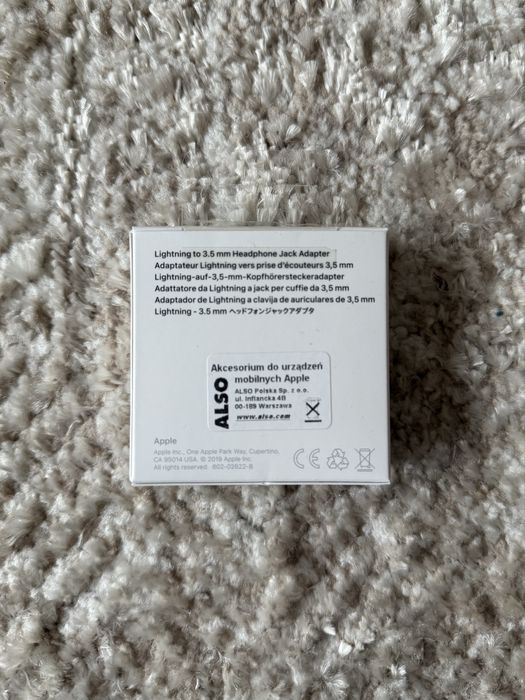 Lightning to 3.5 mm Headphone Jack Adapter
Adaptateur Lightning vers prise d'écouteurs 3,5 mm
Lightning-auf-3,5-mm-Kopfhörersteckeradapter
Adattatore da Lightning a jack per cuffie da 3,5 mm
Adaptador de Lightning a clavija de auriculares de 3,5 mm
Lightning - 3.5 mm ヘッドフォンジャックアダプタ
ALSO
Akcesorium do urządzeń
mobilnych Apple
ALSO Polska Sp. z o.o.
ul. Inflancka 4B
00-189 Warszawa
www.also.com
Apple
Apple Inc., One Apple Park Way, Cupertino,
CA 95014 USA. © 2019 Apple Inc.
All rights reserved. 602-02622-B
CE